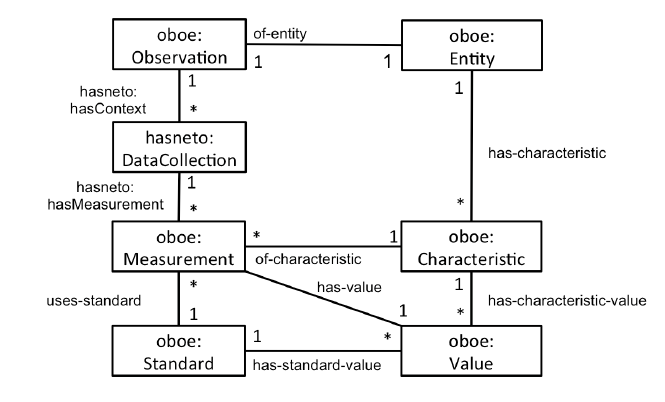 oboe:
Observation
of-entity
1
1
oboe:
Entity
hasneto:
hasContext
1
*
1
has-characteristic
*
hasneto:
DataCollection
hasneto:
hasMeasurement
1
*
oboe:
Measurement
*
1
of-characteristic
oboe:
Characteristic
uses-standard
*
1
has-value
1
1
*
has-characteristic-value
oboe:
Standard
1
*
has-standard-value
oboe:
Value